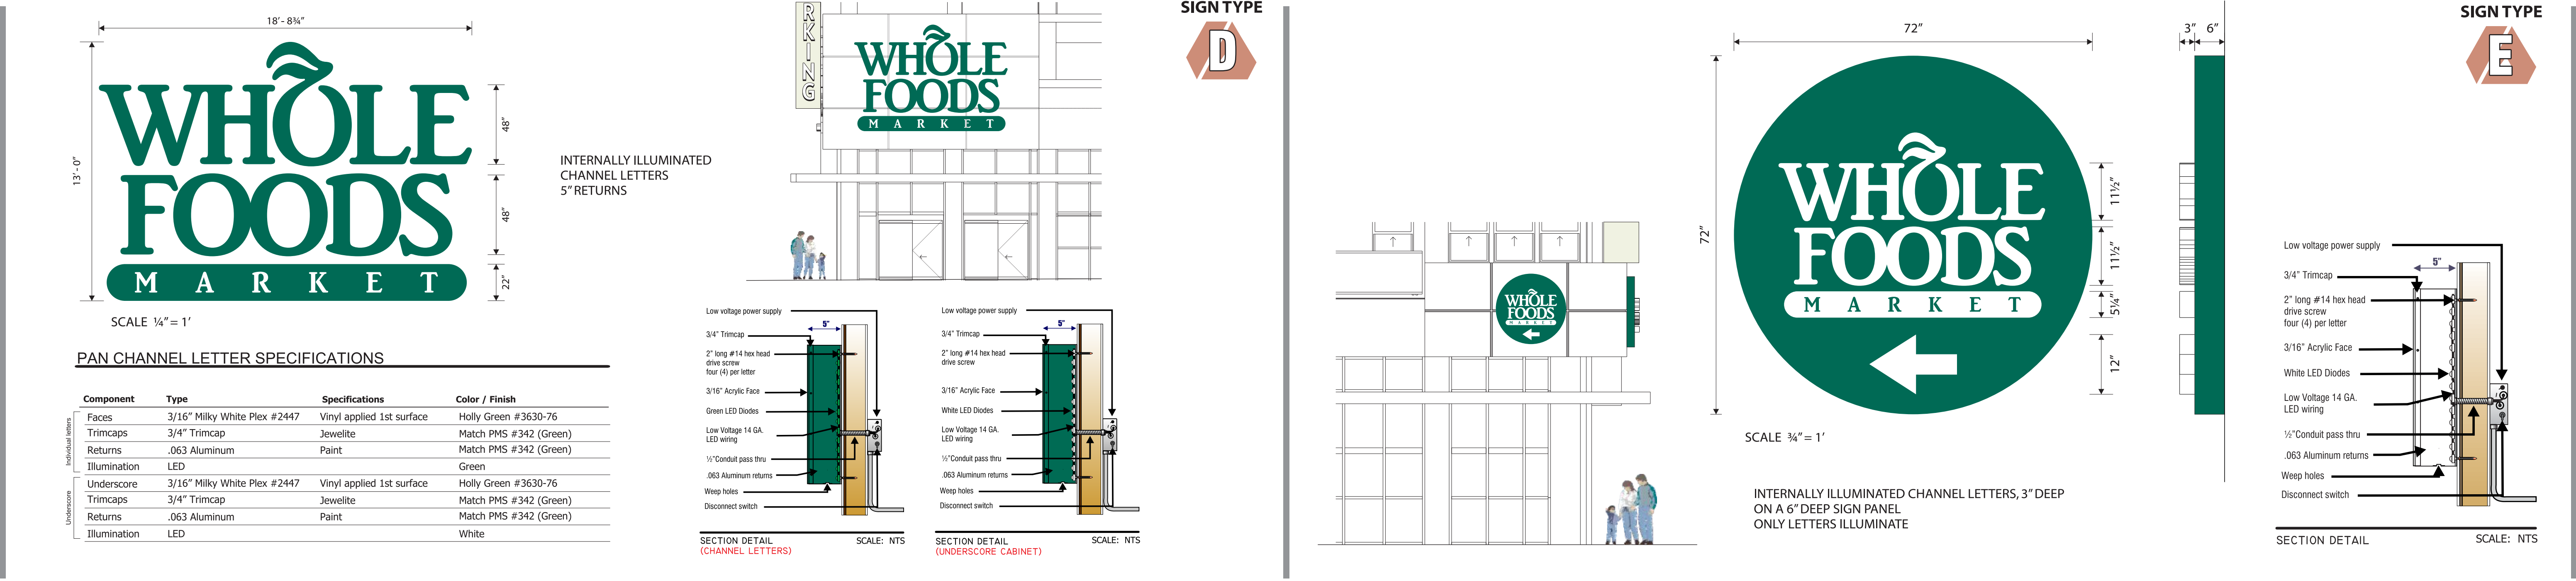 18’ - 8¾”
13’ - 0”
WHOLE
FOODS
MARKET
48”
48”
22”
SCALE ¼” = 1’
INTERNALLY ILLUMINATED
CHANNEL LETTERS
5” RETURNS
RKING
WHOLE
FOODS
MARKET
SIGN TYPE
D
PAN CHANNEL LETTER SPECIFICATIONS
Component Type Specifications Color / Finish
Individual letters
Faces 3/16” Milky White Plex #2447 Vinyl applied 1st surface Holly Green #3630-76
Trimcaps 3/4” Trimcap Jewelite Match PMS #342 (Green)
Returns .063 Aluminum Paint Match PMS #342 (Green)
Illumination LED Green
Underscore
Underscore 3/16” Milky White Plex #2447 Vinyl applied 1st surface Holly Green #3630-76
Trimcaps 3/4” Trimcap Jewelite Match PMS #342 (Green)
Returns .063 Aluminum Paint Match PMS #342 (Green)
Illumination LED White
Low voltage power supply
5”
3/4” Trimcap
2” long #14 hex head
drive screw
four (4) per letter
3/16” Acrylic Face
Green LED Diodes
Low Voltage 14 GA.
LED wiring
½”Conduit pass thru
.063 Aluminum returns
Weep holes
Disconnect switch
SECTION DETAIL SCALE: NTS
(CHANNEL LETTERS)
Low voltage power supply
5”
3/4” Trimcap
2” long #14 hex head
drive screw
3/16” Acrylic Face
White LED Diodes
Low Voltage 14 GA.
LED wiring
½”Conduit pass thru
.063 Aluminum returns
Weep holes
Disconnect switch
SECTION DETAIL SCALE: NTS
(UNDERSCORE CABINET)
WHOLE
FOODS
MARKET
72”
72”
WHOLE
FOODS
MARKET
11½”
11½”
5¼”
12”
3” 6”
SCALE ¾” = 1’
INTERNALLY ILLUMINATED CHANNEL LETTERS, 3” DEEP
ON A 6” DEEP SIGN PANEL
ONLY LETTERS ILLUMINATE
SIGN TYPE
E
Low voltage power supply
5”
3/4” Trimcap
2” long #14 hex head
drive screw
four (4) per letter
3/16” Acrylic Face
White LED Diodes
Low Voltage 14 GA.
LED wiring
½”Conduit pass thru
.063 Aluminum returns
Weep holes
Disconnect switch
SECTION DETAIL SCALE: NTS